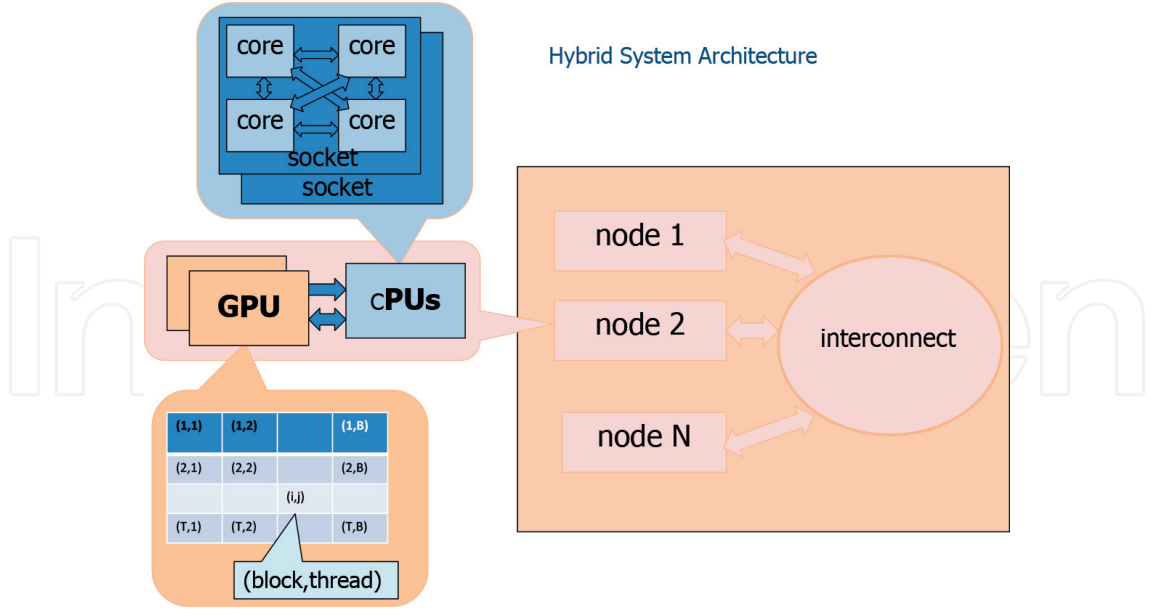 Hybrid System Architecture
core core
core core
socket
socket
node 1
GPU
cPUs
node 2
interconnect
node N
(1,1) (1,2) (1,B)
(2,1) (2,2) (2,B)
(i,j)
(T,1) (T,2) (T,B)
(block,thread)